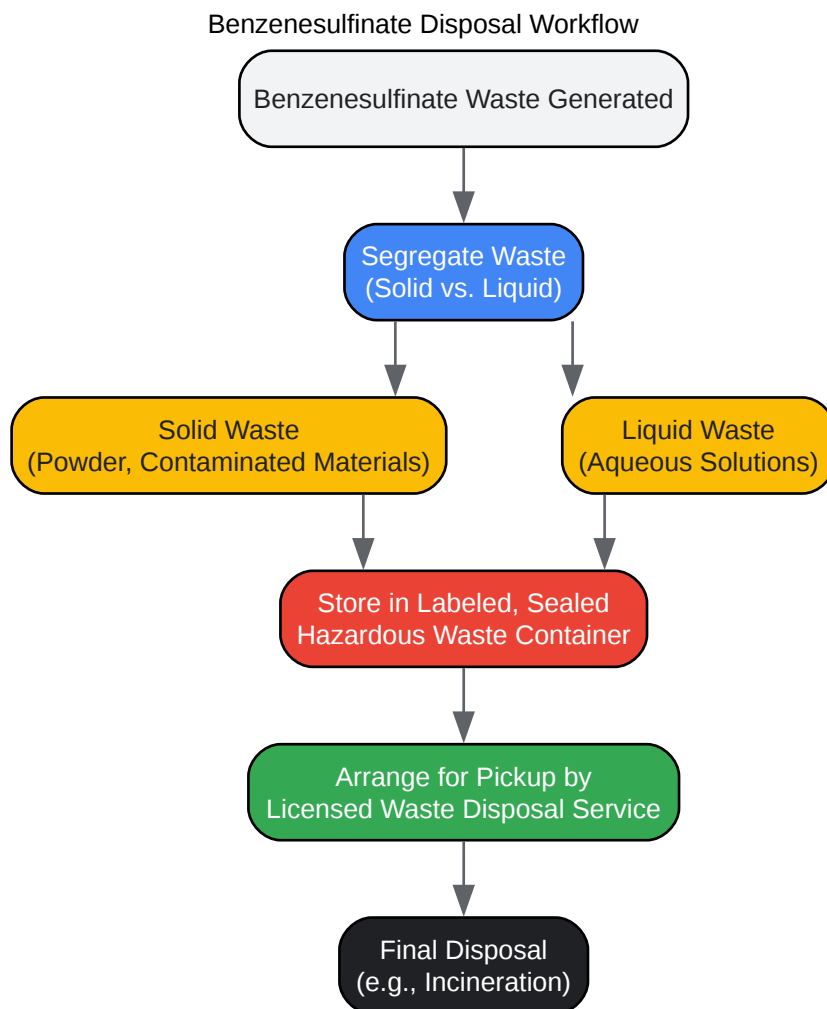 Benzenesulfinate Disposal Workflow
Benzenesulfinate Waste Generated
Segregate Waste
(Solid vs. Liquid)
Solid Waste
(Powder, Contaminated Materials)
Liquid Waste
(Aqueous Solutions)
Store in Labeled, Sealed
Hazardous Waste Container
Arrange for Pickup by
Licensed Waste Disposal Service
Final Disposal
(e.g., Incineration)